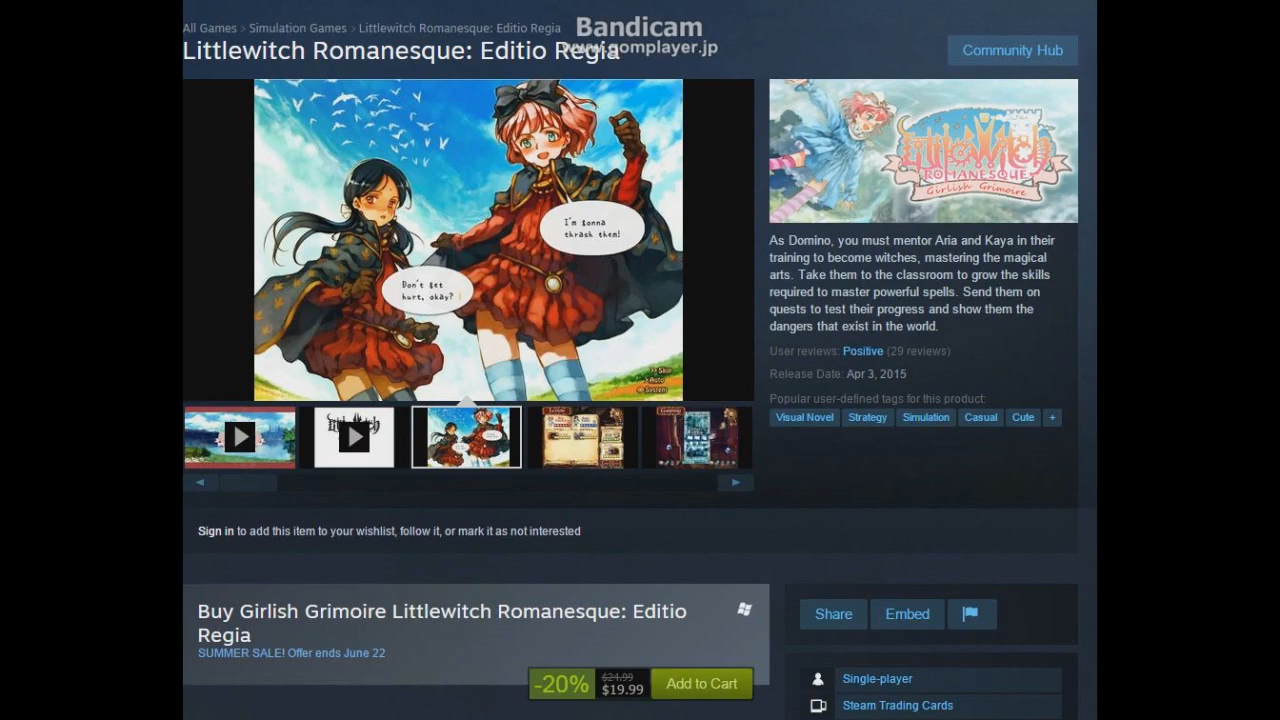 Bandicam
www.gomplayer.jp
All Games > Simulation Games > Littlewitch Romanesque: Editio Regia
Littlewitch Romanesque: Editio Regia
Community Hub
I'm gonna
thrash them!
Don't get
hurt, okay?
>> Skip
> Auto
System
Littlewitch
ROMANESQUE
Girlish Grimoire
As Domino, you must mentor Aria and Kaya in their
training to become witches, mastering the magical
arts. Take them to the classroom to grow the skills
required to master powerful spells. Send them on
quests to test their progress and show them the
dangers that exist in the world.
User reviews: Positive (29 reviews)
Release Date: Apr 3, 2015
Popular user-defined tags for this product:
Visual Novel Strategy Simulation Casual Cute +
Sign in to add this item to your wishlist, follow it, or mark it as not interested
Buy Girlish Grimoire Littlewitch Romanesque: Editio
Regia
SUMMER SALE! Offer ends June 22
-20% $24.99
$19.99
Add to Cart
Share Embed
Single-player
Steam Trading Cards